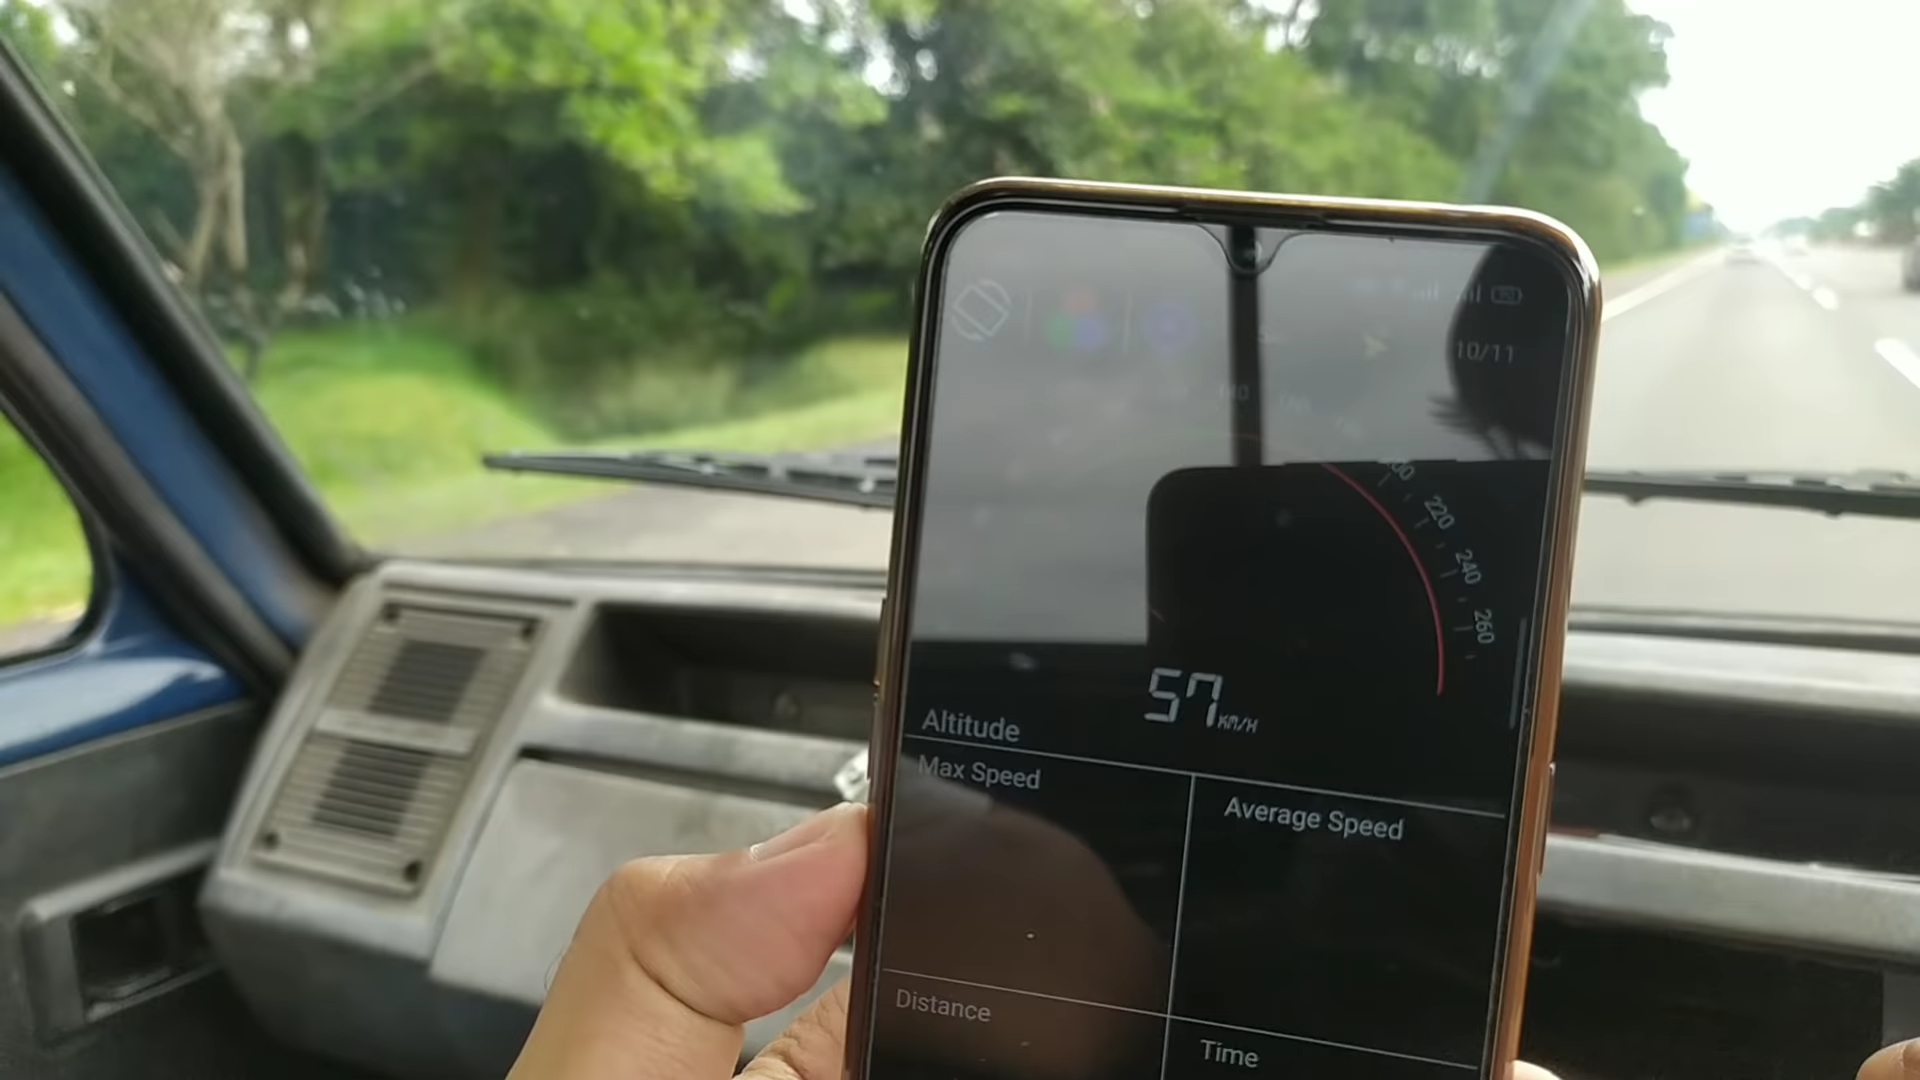 10/11
220
240
260
57 KM/H
Altitude
Max Speed
Average Speed
Distance
Time